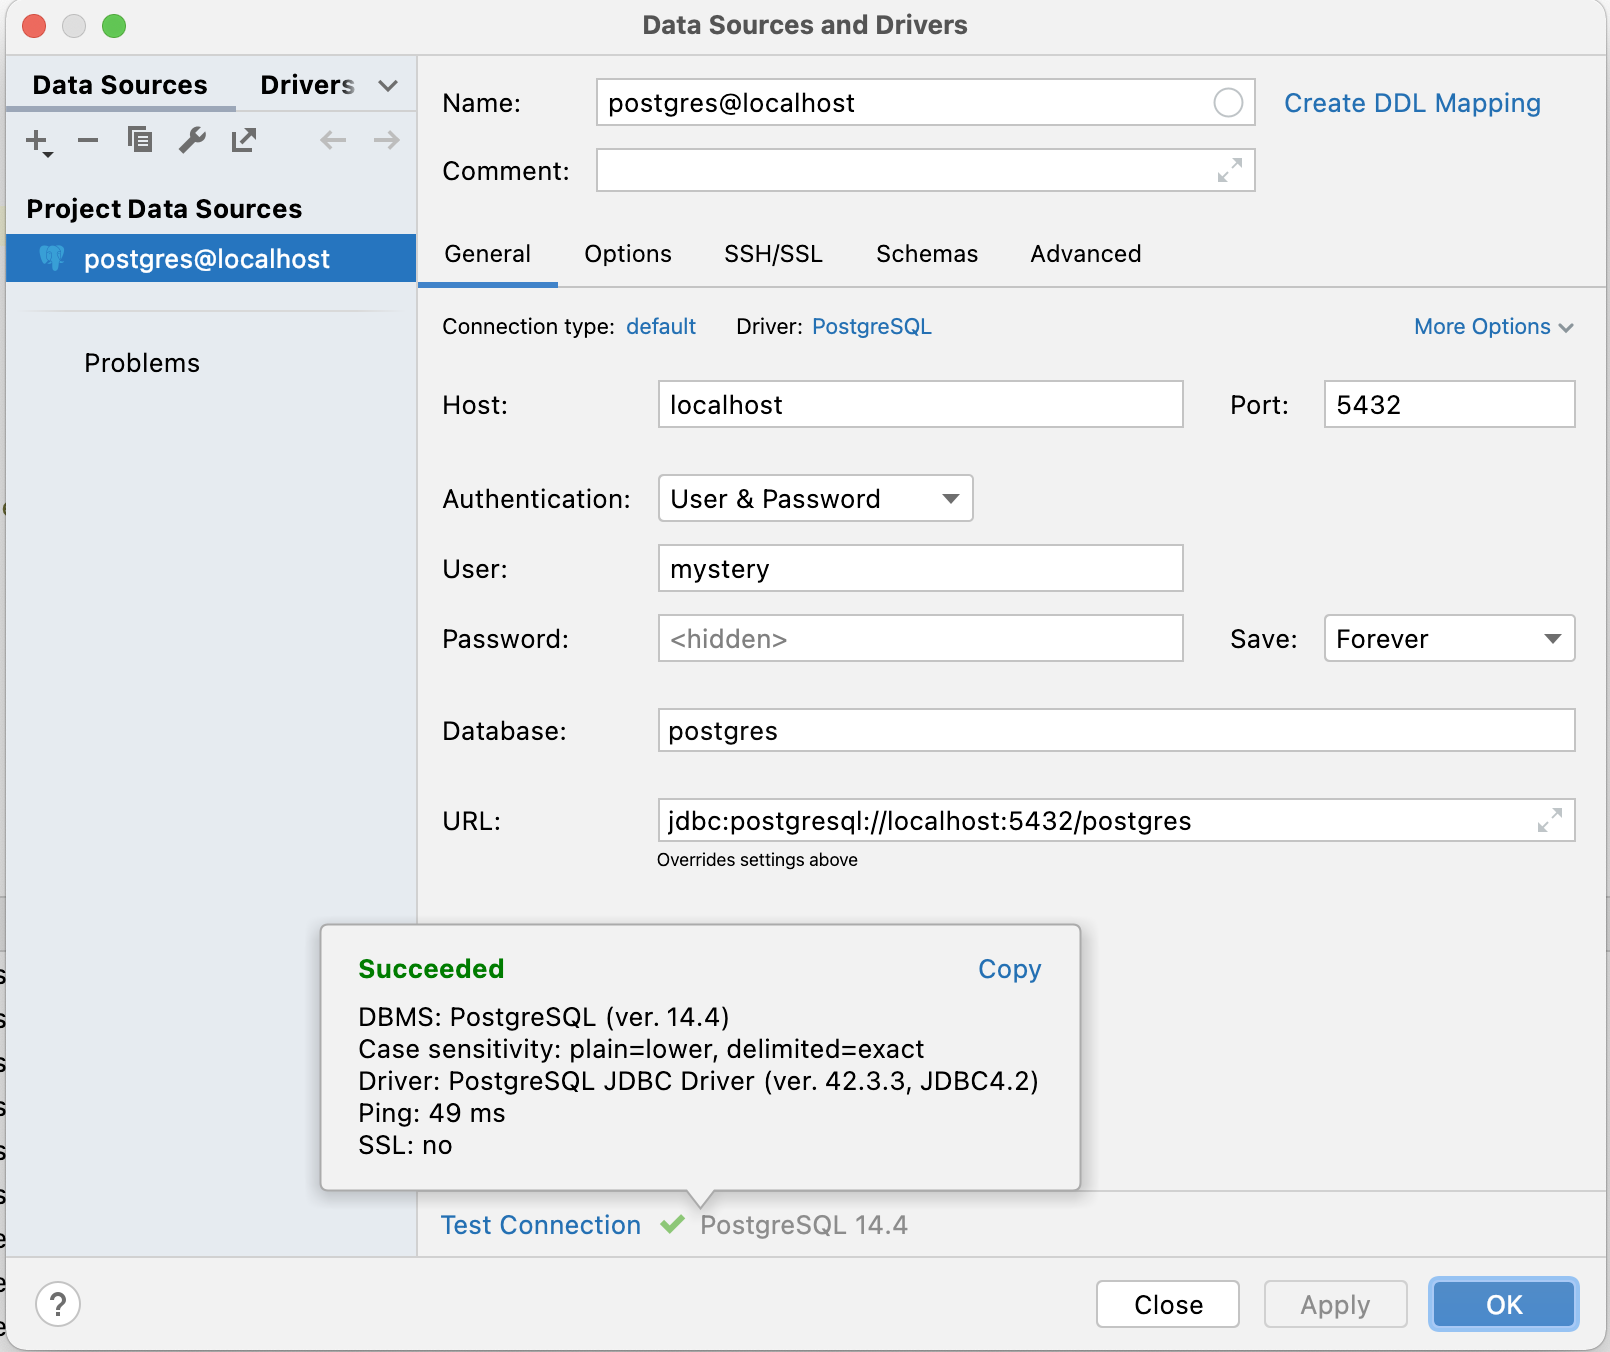 Data Sources and Drivers
Data Sources Drivers
Project Data Sources
postgres@localhost
Problems
Name: postgres@localhost Create DDL Mapping
Comment:
General Options SSH/SSL Schemas Advanced
Connection type: default Driver: PostgreSQL More Options
Host: localhost Port: 5432
Authentication: User & Password
User: mystery
Password: <hidden> Save: Forever
Database: postgres
URL: jdbc:postgresql://localhost:5432/postgres
Overrides settings above
Succeeded Copy
DBMS: PostgreSQL (ver. 14.4)
Case sensitivity: plain=lower, delimited=exact
Driver: PostgreSQL JDBC Driver (ver. 42.3.3, JDBC4.2)
Ping: 49 ms
SSL: no
Test Connection PostgreSQL 14.4
? Close Apply OK